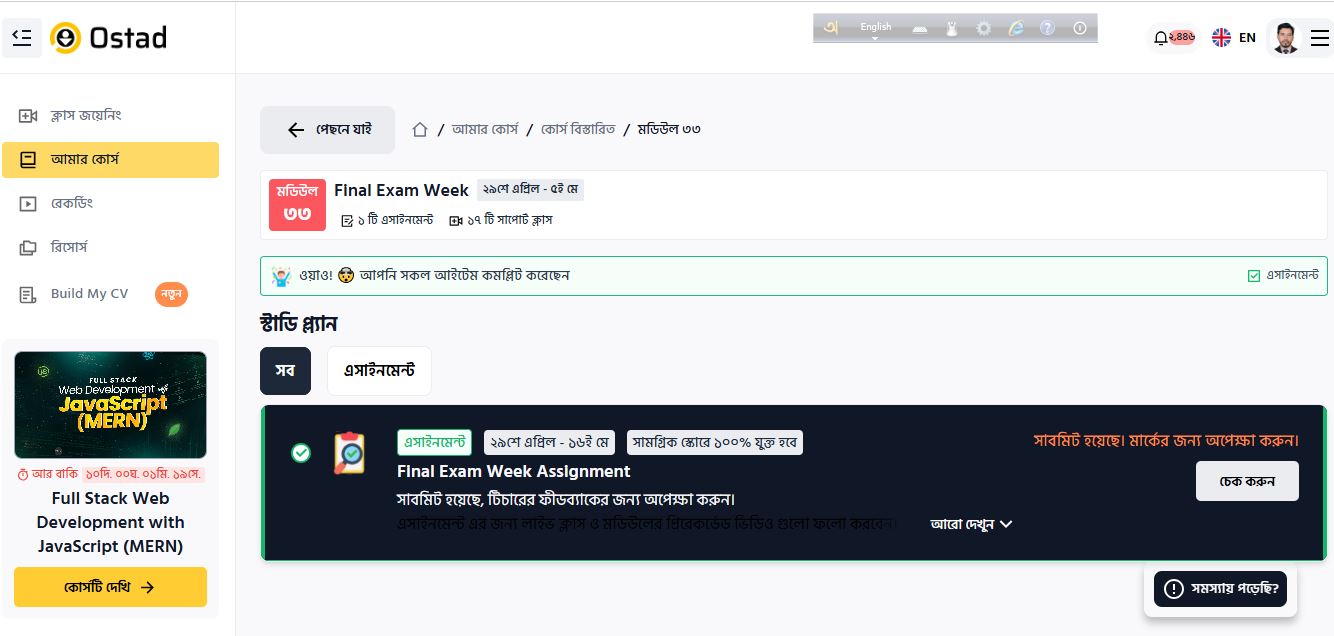 Ostad
অ English
২,৪৪৬
EN
ক্লাস জয়েনিং
আমার কোর্স
রেকর্ডিং
রিসোর্স
Build My CV নতুন
FULL STACK
Web Development
JavaScript
(MERN)
আর বাকি ১০দি. ০০ঘ. ০১মি. ১৯সে.
Full Stack Web
Development with
JavaScript (MERN)
কোর্সটি দেখি →
← পেছনে যাই
/ আমার কোর্স / কোর্স বিস্তারিত / মডিউল ৩৩
মডিউল
৩৩
Final Exam Week ২৯শে এপ্রিল - ৫ই মে
১ টি এসাইনমেন্ট ১৭ টি সাপোর্ট ক্লাস
ওয়াও! আপনি সকল আইটেম কমপ্লিট করেছেন এসাইনমেন্ট
স্টাডি প্ল্যান
সব এসাইনমেন্ট
এসাইনমেন্ট ২৯শে এপ্রিল - ১৬ই মে সামগ্রিক স্কোরে ১০০% যুক্ত হবে
সাবমিট হয়েছে। মার্কের জন্য অপেক্ষা করুন।
Final Exam Week Assignment
চেক করুন
সাবমিট হয়েছে, টিচারের ফীডব্যাকের জন্য অপেক্ষা করুন।
এসাইনমেন্ট এর জন্য লাইভ ক্লাস ও মডিউলের প্রিরেকর্ডেড ভিডিও গুলো ফলো করবেন।
আরো দেখুন
সমস্যায় পড়েছি?